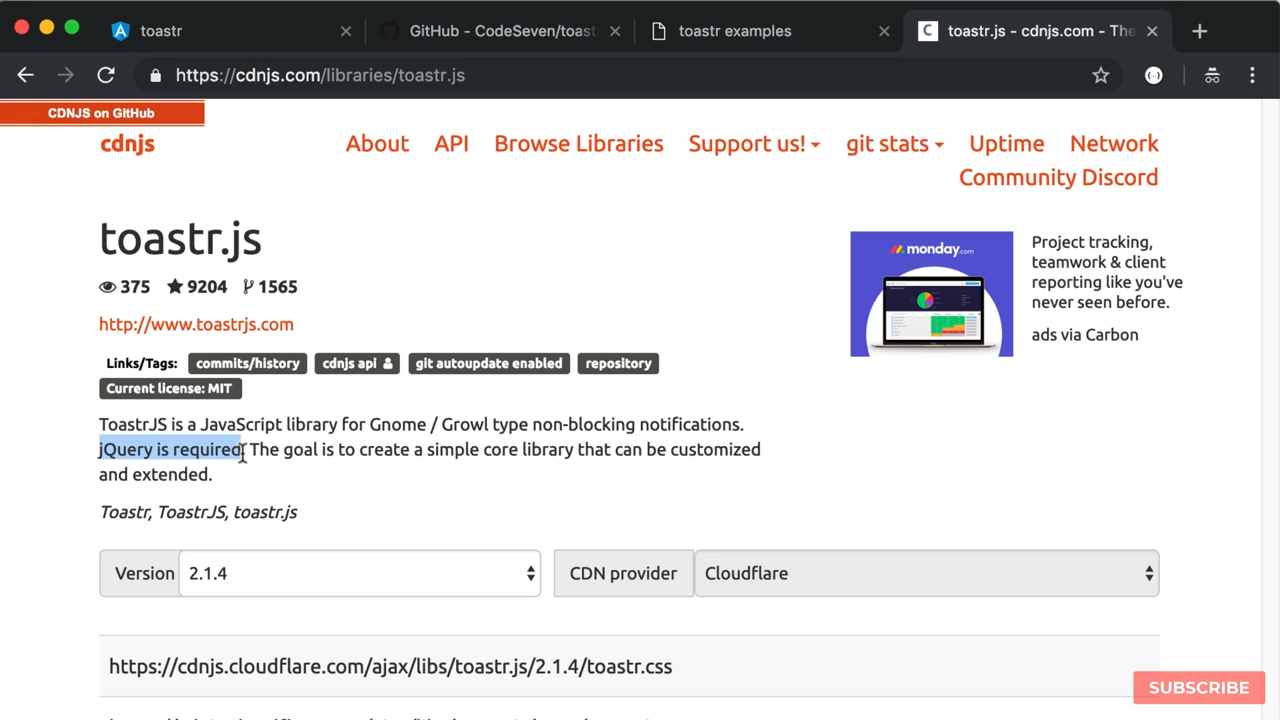 toastr
GitHub - CodeSeven/toast
toastr examples
C toastr.js - cdnjs.com - The
https://cdnjs.com/libraries/toastr.js
CDNJS on GitHub
cdnjs
About API Browse Libraries Support us! git stats Uptime Network
Community Discord
toastr.js
375 9204 1565
http://www.toastrjs.com
Links/Tags: commits/history cdnjs api git autoupdate enabled repository
Current license: MIT
ToastrJS is a JavaScript library for Gnome / Growl type non-blocking notifications.
jQuery is required. The goal is to create a simple core library that can be customized
and extended.
Toastr, ToastrJS, toastr.js
monday.com
Project tracking,
teamwork & client
reporting like you've
never seen before.
ads via Carbon
Version 2.1.4 CDN provider Cloudflare
https://cdnjs.cloudflare.com/ajax/libs/toastr.js/2.1.4/toastr.css
SUBSCRIBE